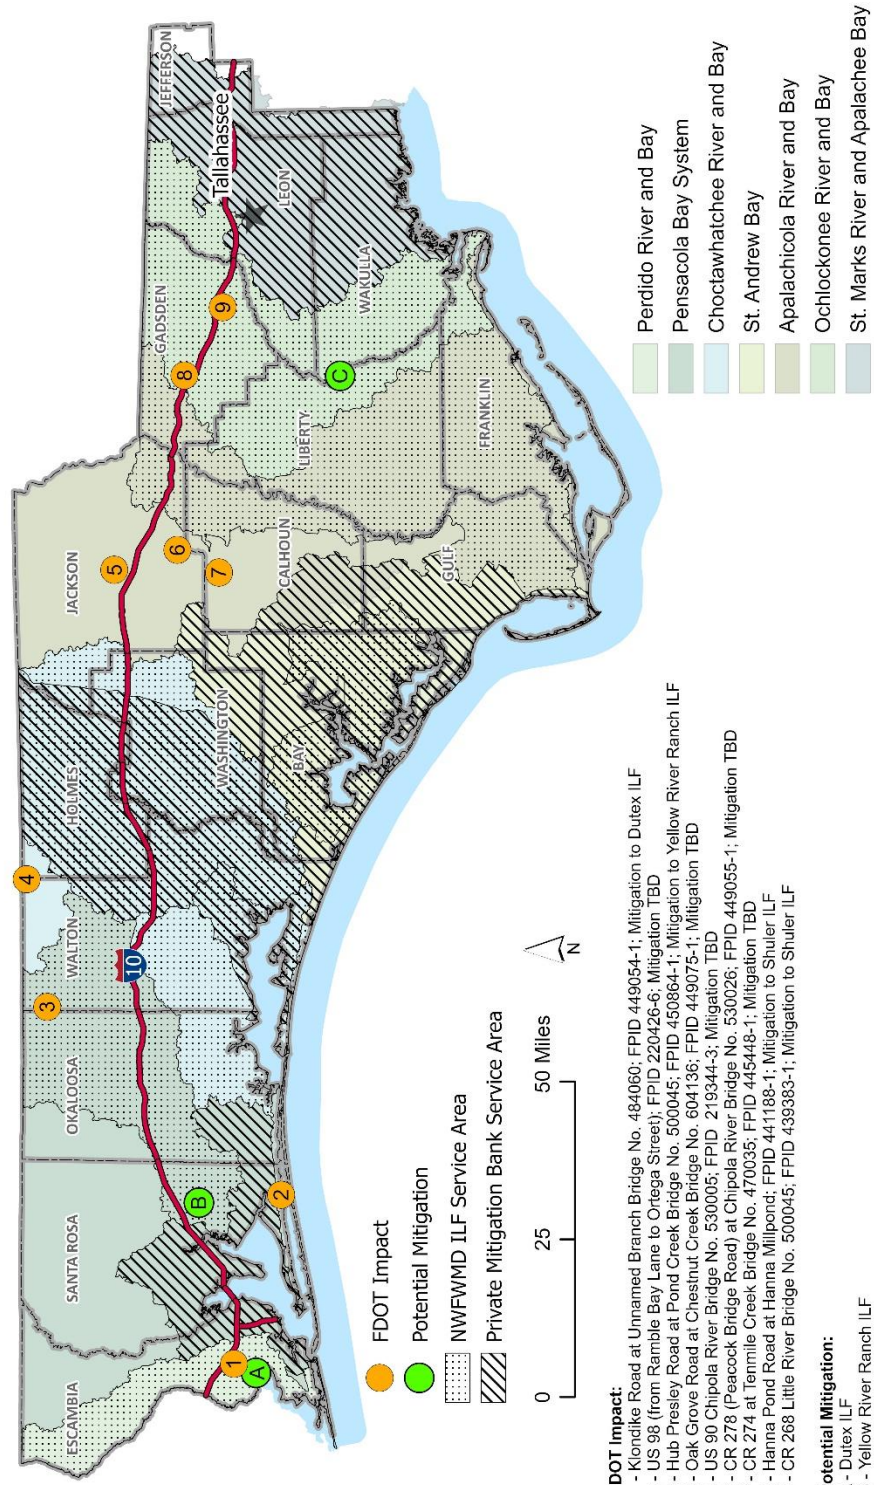 ESCAMBIA
SANTA ROSA
OKALOOSA
WALTON
HOLMES
WASHINGTON
BAY
JACKSON
CALHOUN
GULF
LIBERTY
FRANKLIN
GADSDEN
WAKULLA
LEON
JEFFERSON
Tallahassee
10
1
2
3
4
5
6
7
8
9
A
B
C
FDOT Impact
Potential Mitigation
NWFWMD ILF Service Area
Private Mitigation Bank Service Area
0 25 50 Miles
N
Perdido River and Bay
Pensacola Bay System
Choctawhatchee River and Bay
St. Andrew Bay
Apalachicola River and Bay
Ochlockonee River and Bay
St. Marks River and Apalachee Bay
DOT Impact:
- Klondike Road at Unnamed Branch Bridge No. 484060; FPID 449054-1; Mitigation to Dutex ILF
- US 98 (from Ramble Bay Lane to Ortega Street); FPID 220426-6; Mitigation TBD
- Hub Presley Road at Pond Creek Bridge No. 500045; FPID 450864-1; Mitigation to Yellow River Ranch ILF
- Oak Grove Road at Chestnut Creek Bridge No. 604136; FPID 449075-1; Mitigation TBD
- US 90 Chipola River Bridge No. 530005; FPID 219344-3; Mitigation TBD
- CR 278 (Peacock Bridge Road) at Chipola River Bridge No. 530026; FPID 449055-1; Mitigation TBD
- CR 274 at Tenmile Creek Bridge No. 470035; FPID 445448-1; Mitigation TBD
- Hanna Pond Road at Hanna Millpond; FPID 441188-1; Mitigation to Shuler ILF
- CR 268 Little River Bridge No. 500045; FPID 439383-1; Mitigation to Shuler ILF
otential Mitigation:
- Dutex ILF
- Yellow River Ranch ILF